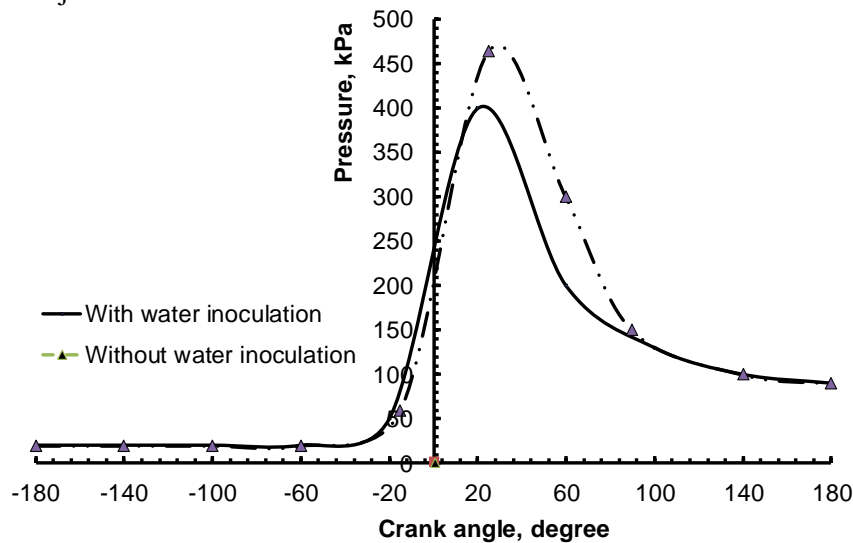 500
450
400
350
300
250
200
150
100
50
0
Pressure, kPa
With water inoculation
Without water inoculation
-180 -140 -100 -60 -20 20 60 100 140 180
Crank angle, degree